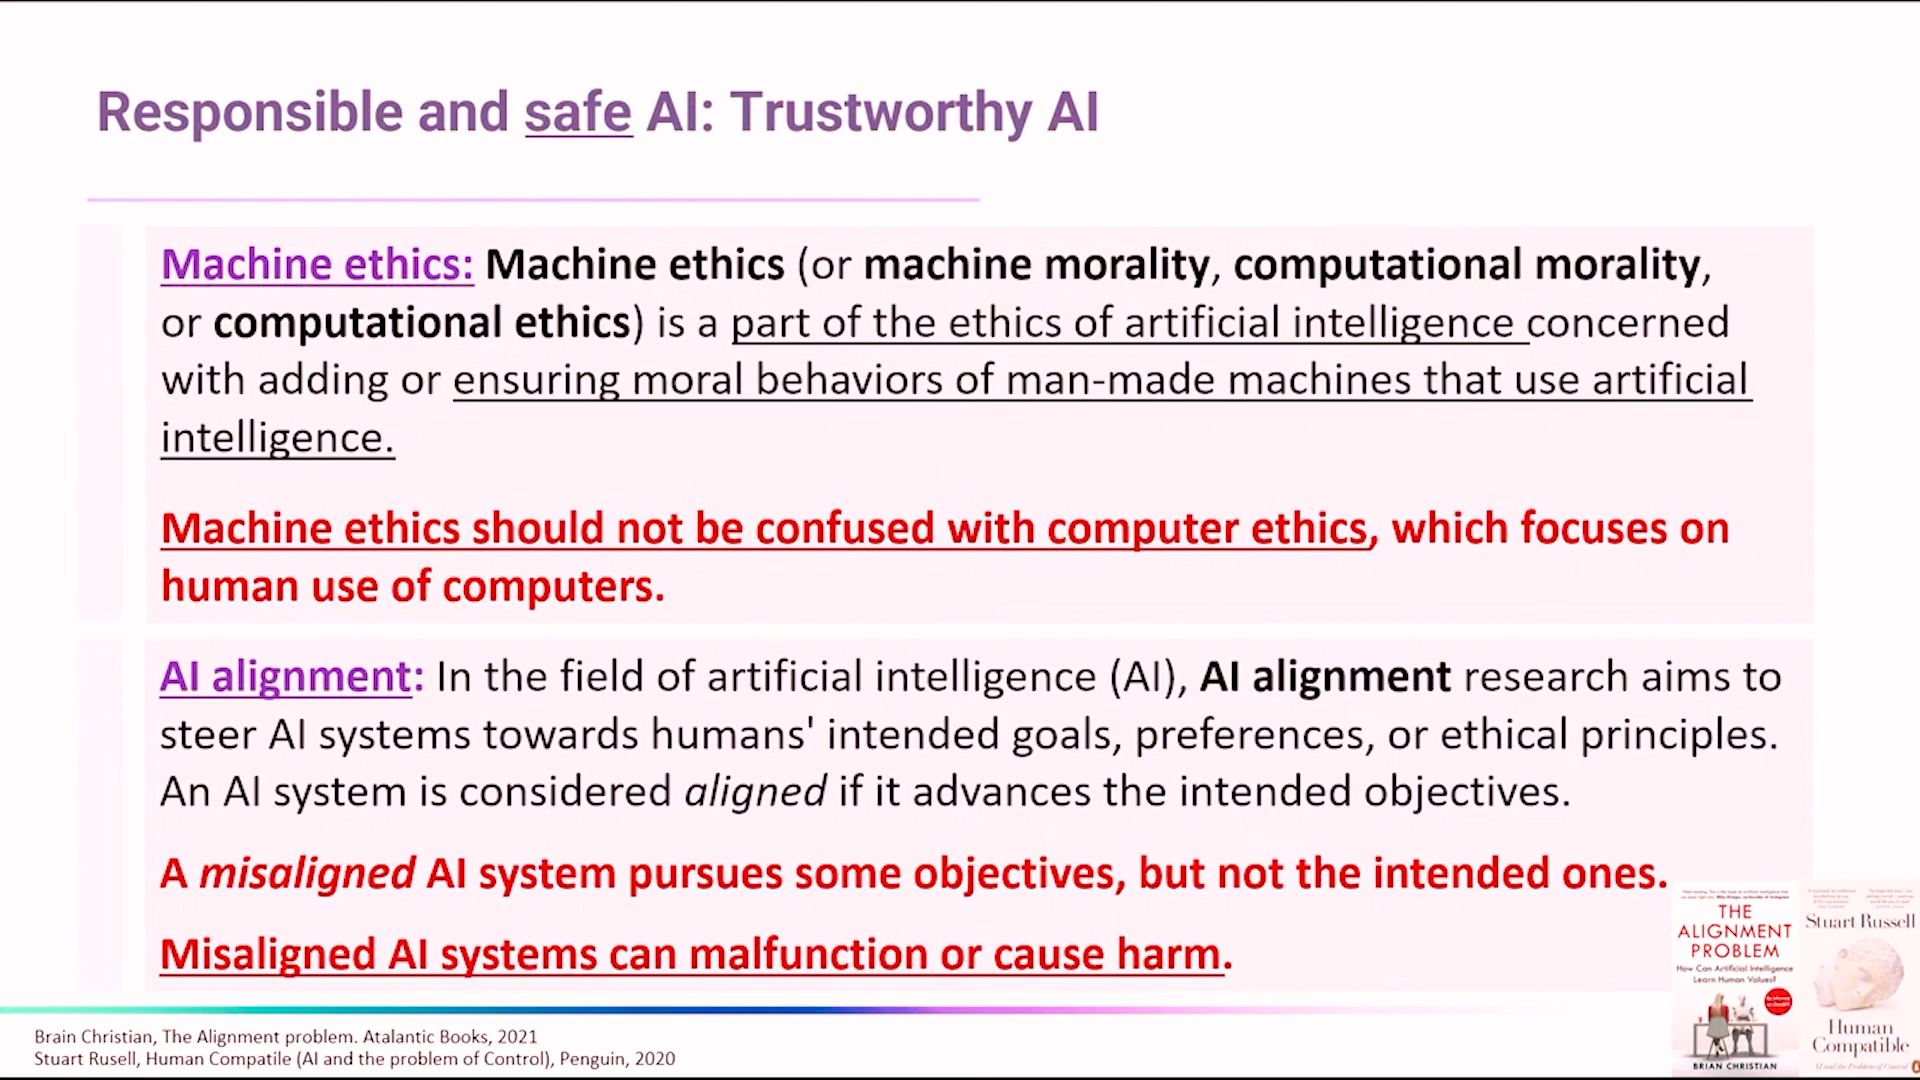 Responsible and safe AI: Trustworthy AI
Machine ethics: Machine ethics (or machine morality, computational morality,
or computational ethics) is a part of the ethics of artificial intelligence concerned
with adding or ensuring moral behaviors of man-made machines that use artificial
intelligence.
Machine ethics should not be confused with computer ethics, which focuses on
human use of computers.
AI alignment: In the field of artificial intelligence (AI), AI alignment research aims to
steer AI systems towards humans' intended goals, preferences, or ethical principles.
An AI system is considered aligned if it advances the intended objectives.
A misaligned AI system pursues some objectives, but not the intended ones.
Misaligned AI systems can malfunction or cause harm.
THE
ALIGNMENT
PROBLEM
How Can Artificial Intelligence
Learn Human Values?
BRIAN CHRISTIAN
Stuart Russell
Human
Compatible
AI and the Problem of Control
Brain Christian, The Alignment problem. Atalantic Books, 2021
Stuart Rusell, Human Compatile (AI and the problem of Control), Penguin, 2020